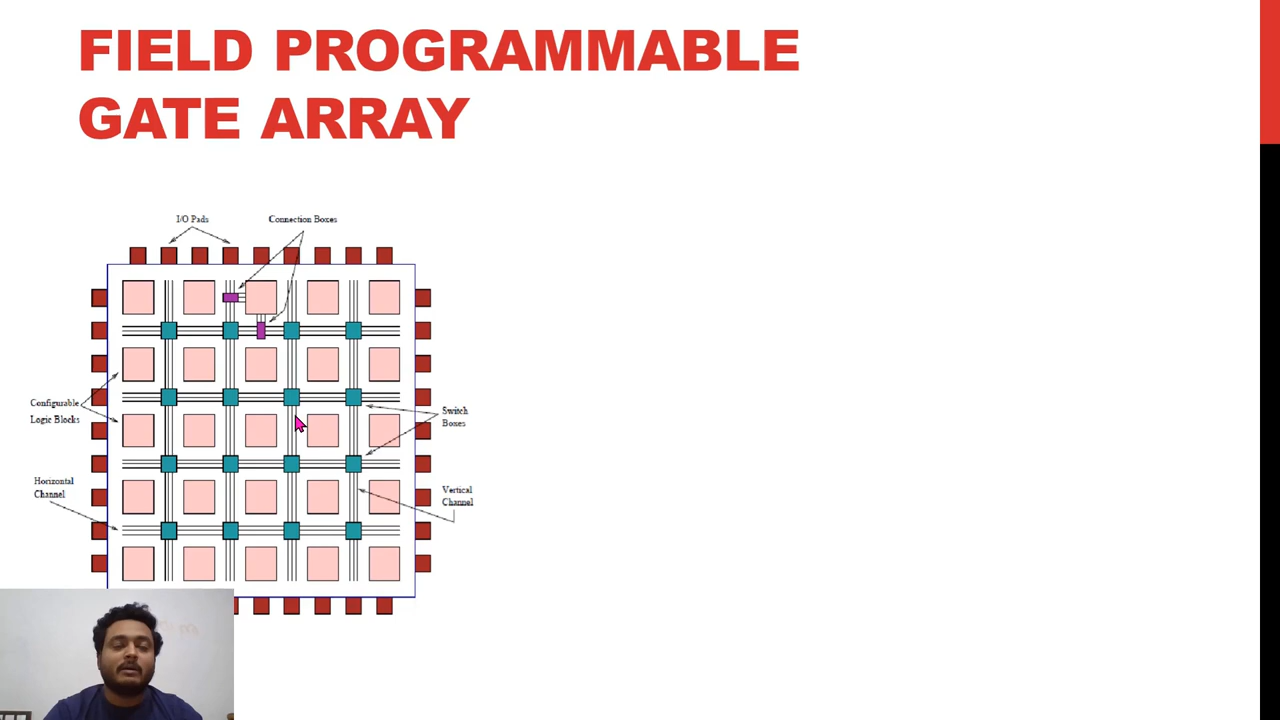 FIELD PROGRAMMABLE
GATE ARRAY
I/O Pads
Connection Boxes
Configurable
Logic Blocks
Switch
Boxes
Horizontal
Channel
Vertical
Channel